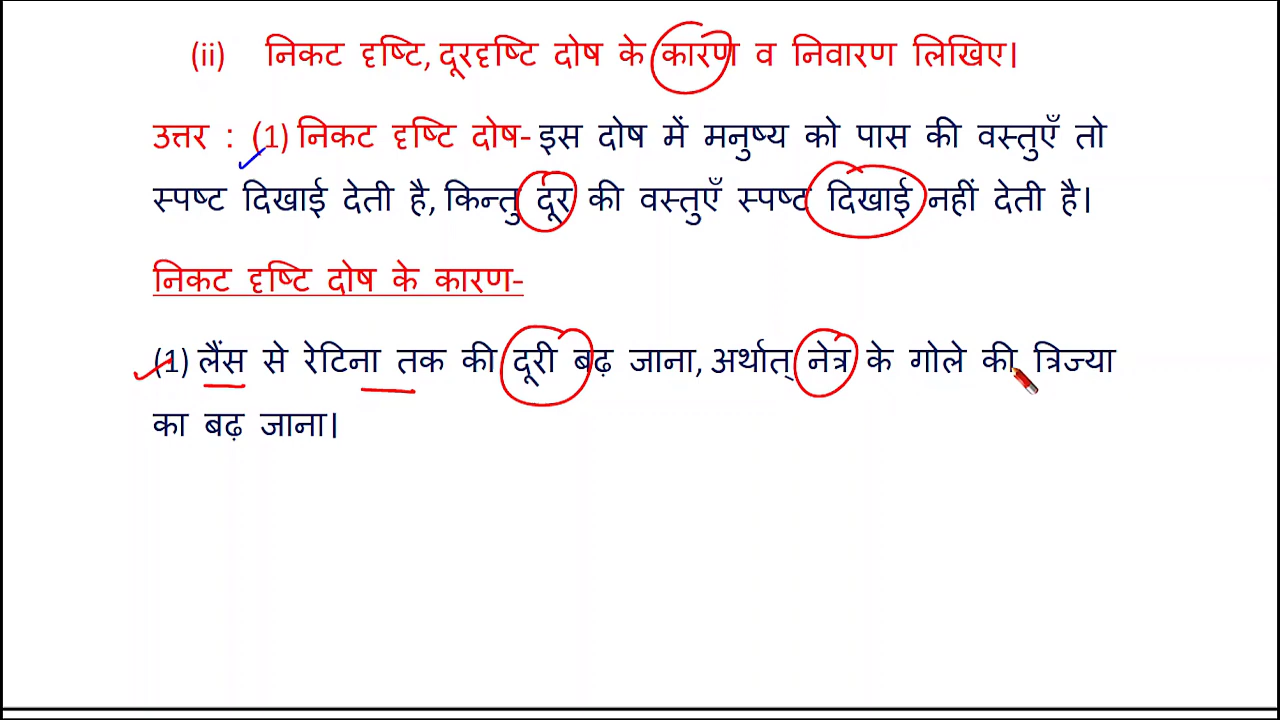 (ii) निकट दृष्टि, दूरदृष्टि दोष के कारण व निवारण लिखिए।
उत्तर : (1) निकट दृष्टि दोष- इस दोष में मनुष्य को पास की वस्तुएँ तो
स्पष्ट दिखाई देती है, किन्तु दूर की वस्तुएँ स्पष्ट दिखाई नहीं देती है।
निकट दृष्टि दोष के कारण-
(1) लैंस से रेटिना तक की दूरी बढ़ जाना, अर्थात् नेत्र के गोले की त्रिज्या
का बढ़ जाना।